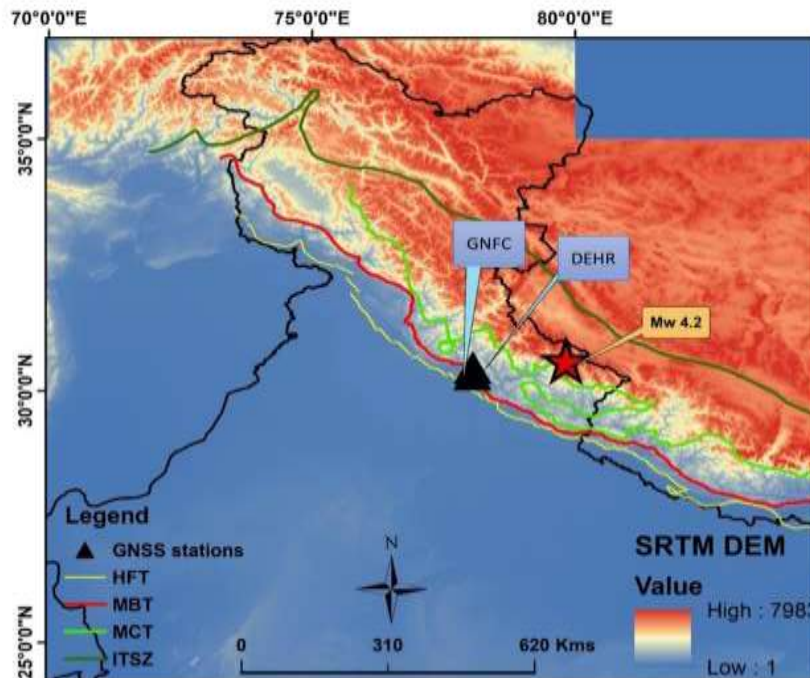 70°0'0"E 75°0'0"E 80°0'0"E
35°0'0"N
GNFC
DEHR
Mw 4.2
30°0'0"N
Legend
GNSS stations
HFT
MBT
MCT
ITSZ
N
0 310 620 Kms
SRTM DEM
Value
High : 7983
Low : 1
25°0'0"N